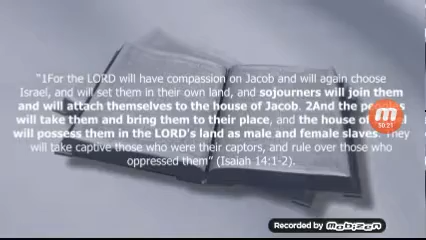 “1For the LORD will have compassion on Jacob and will again choose
Israel, and will set them in their own land, and sojourners will join them
and will attach themselves to the house of Jacob. 2And the
will take them and bring them to their place, and the house
will possess them in the LORD’s land as male and female slaves. They
will take captive those who were their captors, and rule over those who
oppressed them” (Isaiah 14:1-2).
50:21
Recorded by mobizen